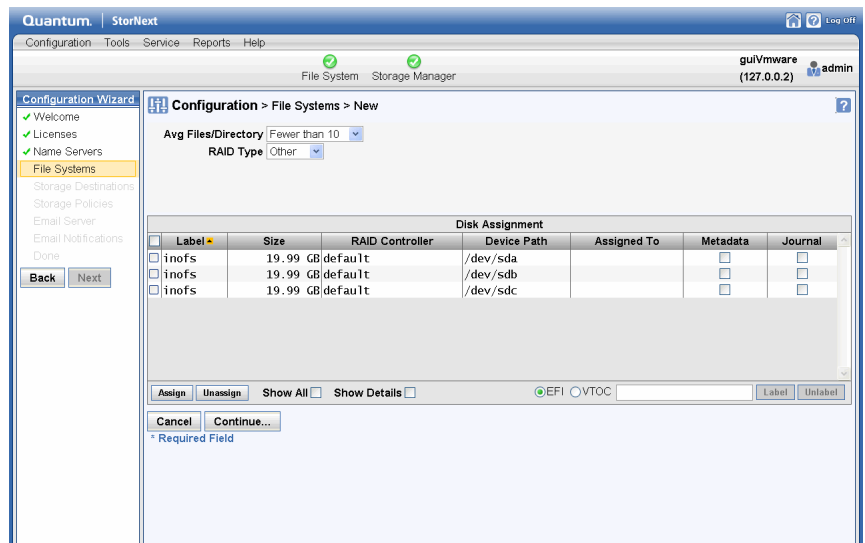 Quantum. StorNext Log Off
Configuration Tools Service Reports Help
File System Storage Manager
guiVmware
(127.0.0.2)
admin
Configuration Wizard
Welcome
Licenses
Name Servers
File Systems
Storage Destinations
Storage Policies
Email Server
Email Notifications
Done
Back Next
Configuration > File Systems > New ?
Avg Files/Directory Fewer than 10
RAID Type Other
Disk Assignment
Label Size RAID Controller Device Path Assigned To Metadata Journal
inofs 19.99 GB default /dev/sda
inofs 19.99 GB default /dev/sdb
inofs 19.99 GB default /dev/sdc
Assign Unassign Show All Show Details EFI VTOC Label Unlabel
Cancel Continue...
* Required Field